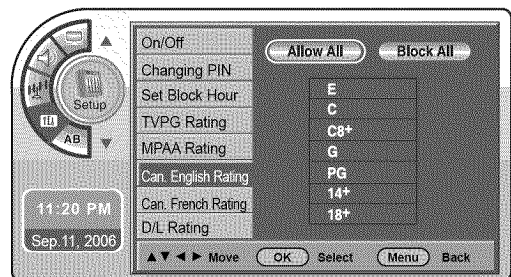 Setup
AB
11:20 PM
Sep.11, 2006
On/Off
Changing PIN
Set Block Hour
TVPG Rating
MPAA Rating
Can. English Rating
Can. French Rating
D/L Rating
Allow All Block All
E
C
C8+
G
PG
14+
18+
▲▼◄► Move OK Select Menu Back